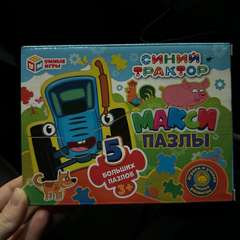 УМНЫЕ
ИГРЫ
СИНИЙ
ТРАКТОР
МАКСИ
ПАЗЛЫ
5
БОЛЬШИХ
ПАЗЛОВ
3+